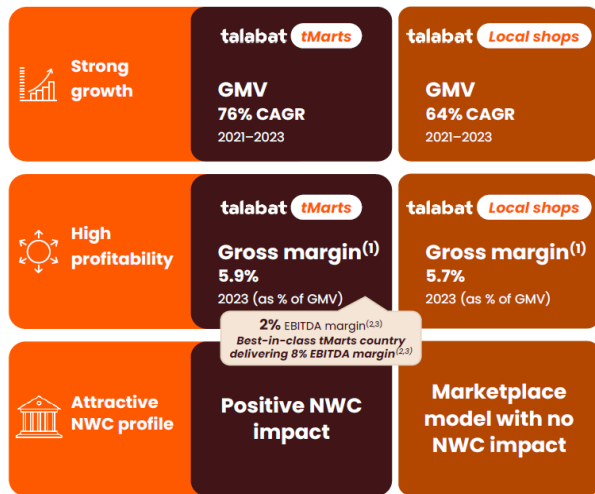 Strong
growth
talabat tMarts
GMV
76% CAGR
2021–2023
talabat Local shops
GMV
64% CAGR
2021–2023
High
profitability
talabat tMarts
Gross margin(1)
5.9%
2023 (as % of GMV)
talabat Local shops
Gross margin(1)
5.7%
2023 (as % of GMV)
2% EBITDA margin(2,3)
Best-in-class tMarts country
delivering 8% EBITDA margin(2,3)
Attractive
NWC profile
Positive NWC
impact
Marketplace
model with no
NWC impact